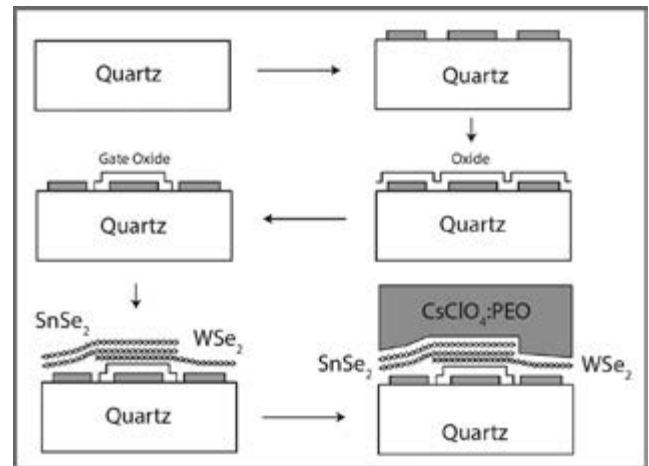 Quartz
Quartz
Gate Oxide
Quartz
Oxide
Quartz
SnSe₂
WSe₂
Quartz
CsClO₄:PEO
SnSe₂
WSe₂
Quartz